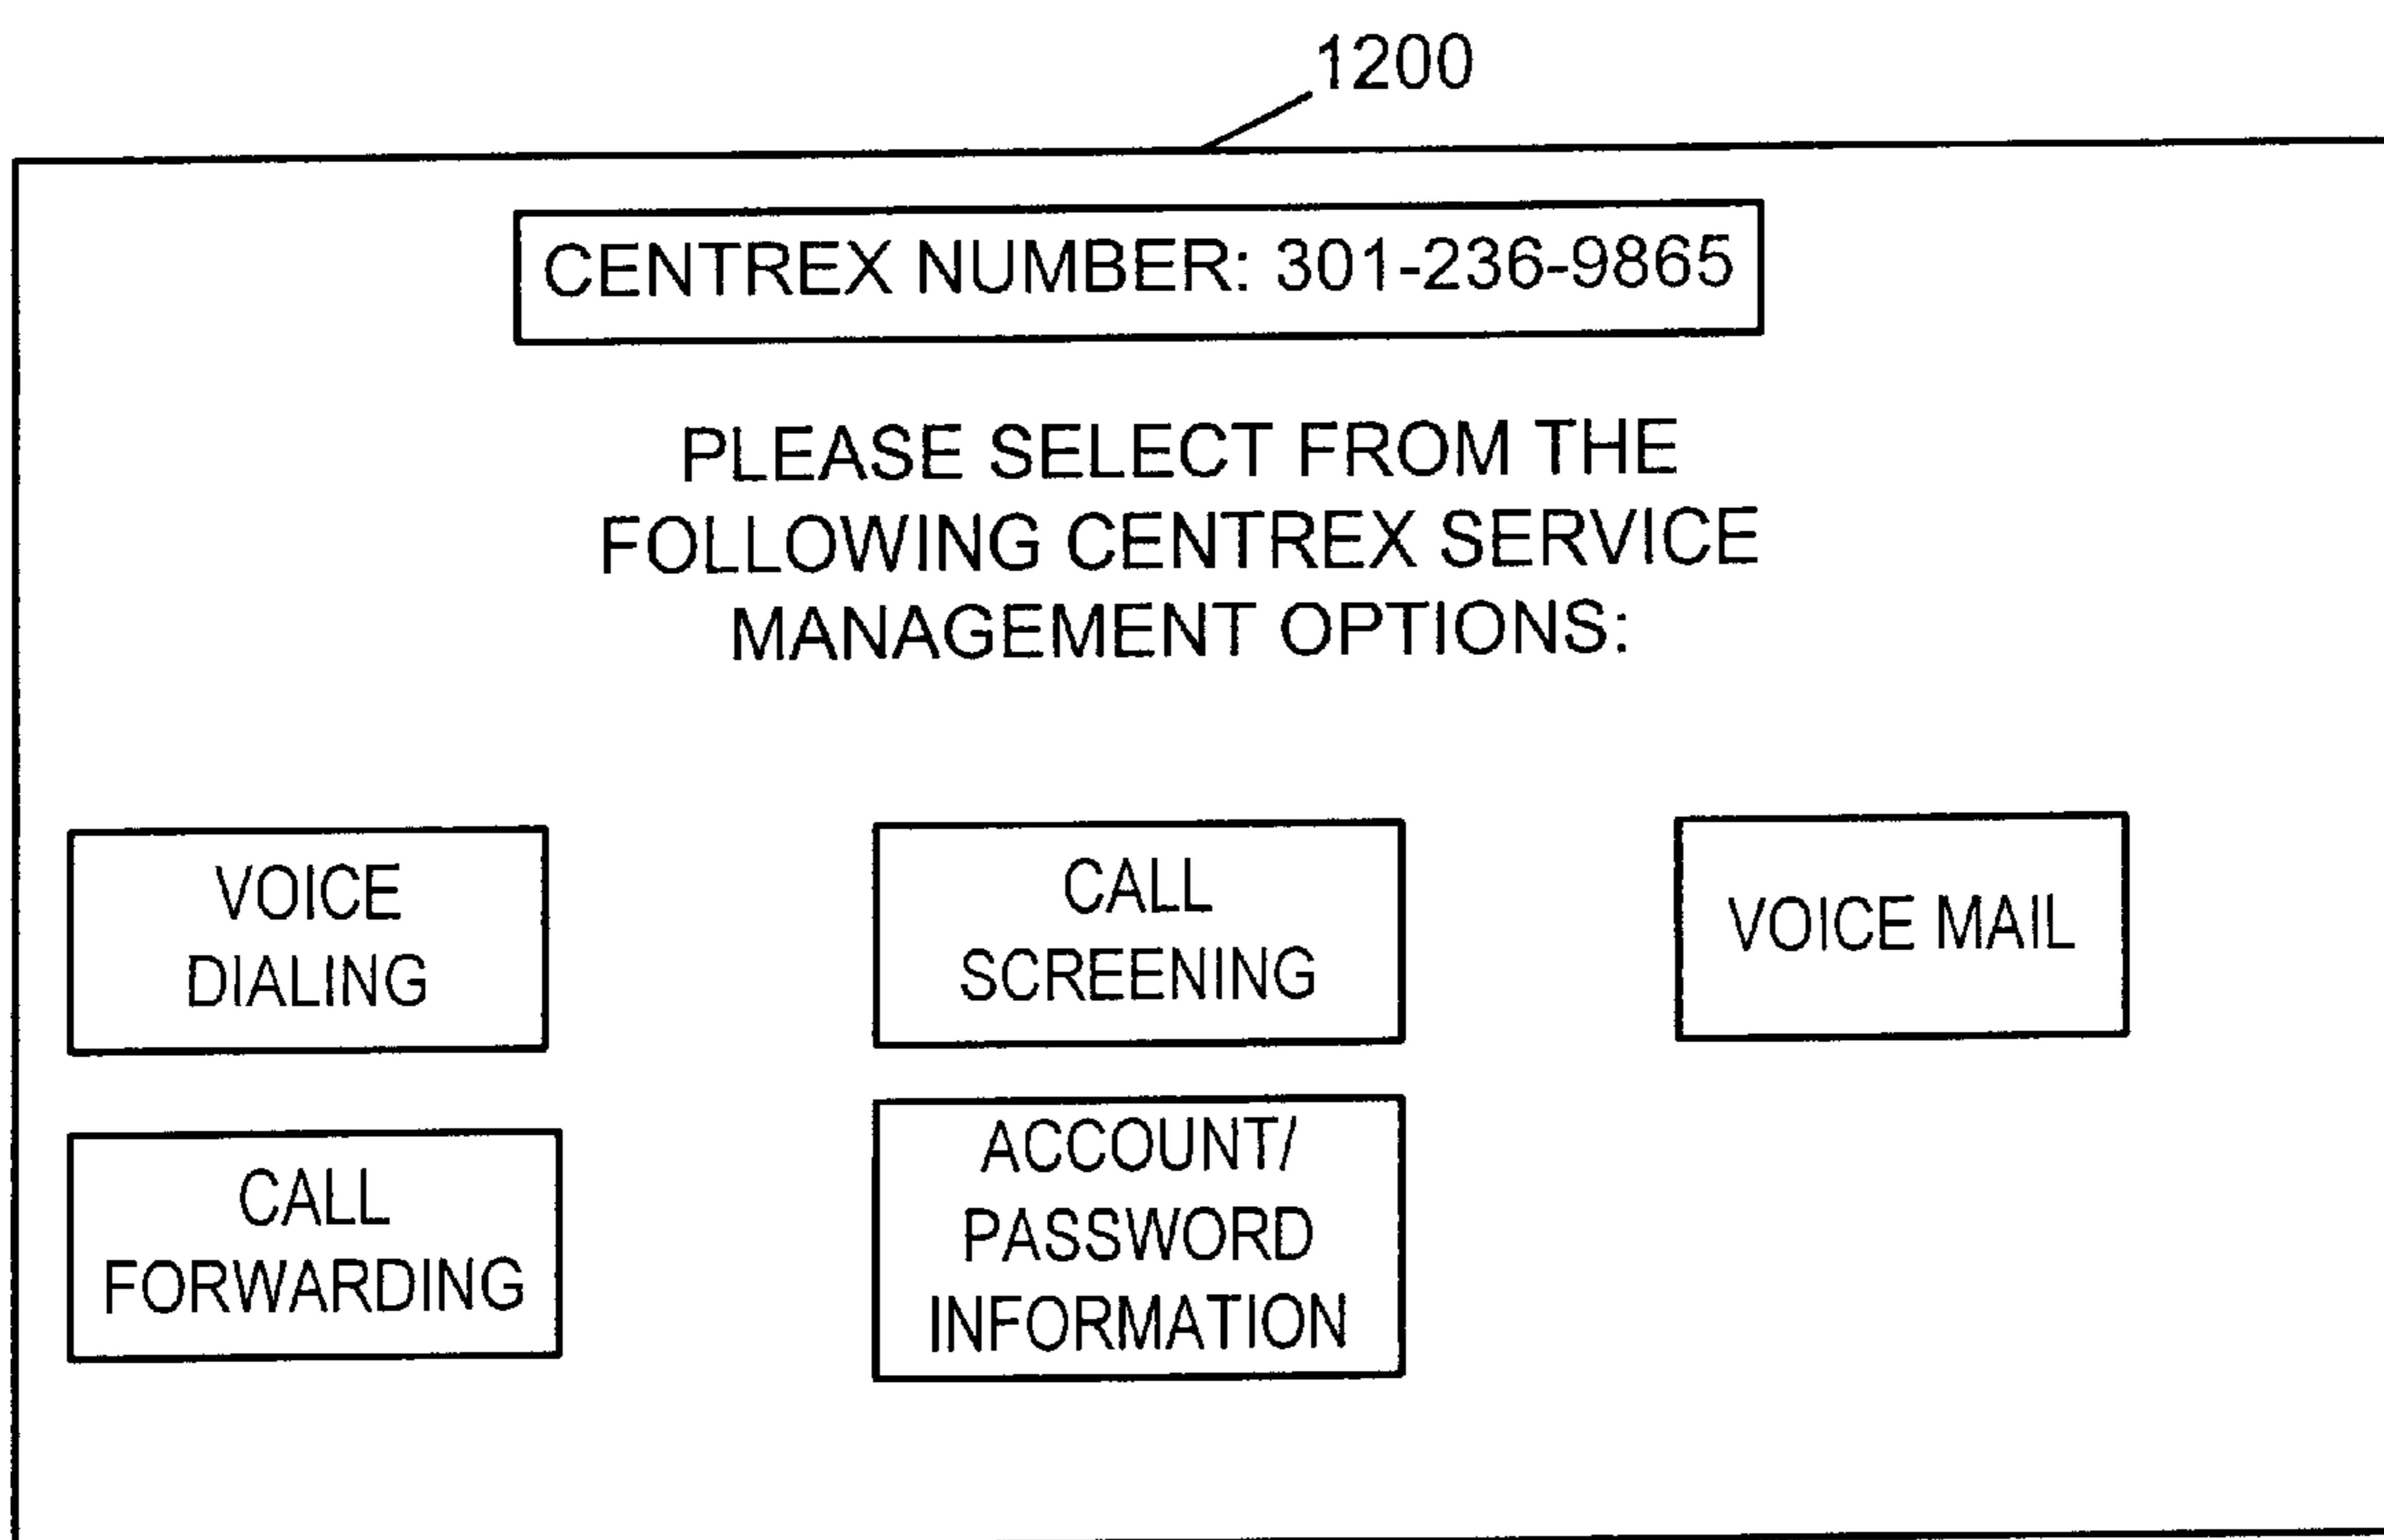 1200
CENTREX NUMBER: 301-236-9865
PLEASE SELECT FROM THE
FOLLOWING CENTREX SERVICE
MANAGEMENT OPTIONS:
VOICE
DIALING
CALL
SCREENING
VOICE MAIL
CALL
FORWARDING
ACCOUNT/
PASSWORD
INFORMATION